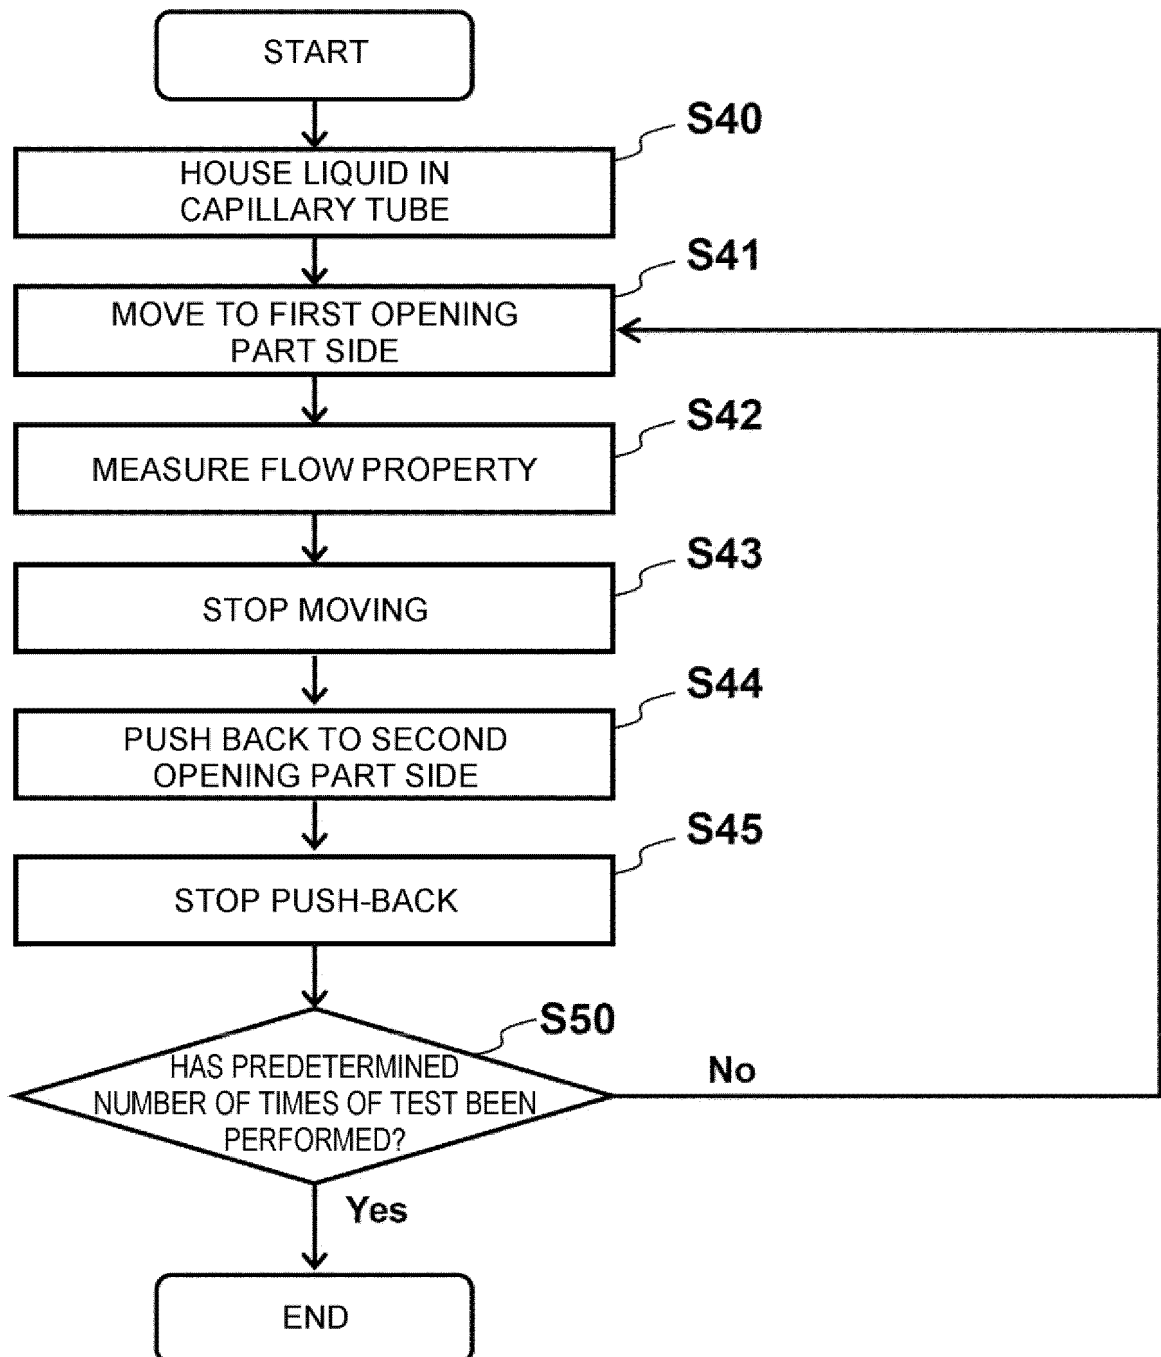 START
S40
HOUSE LIQUID IN
CAPILLARY TUBE
S41
MOVE TO FIRST OPENING
PART SIDE
S42
MEASURE FLOW PROPERTY
S43
STOP MOVING
S44
PUSH BACK TO SECOND
OPENING PART SIDE
S45
STOP PUSH-BACK
S50
HAS PREDETERMINED
NUMBER OF TIMES OF TEST BEEN
PERFORMED?
No
Yes
END